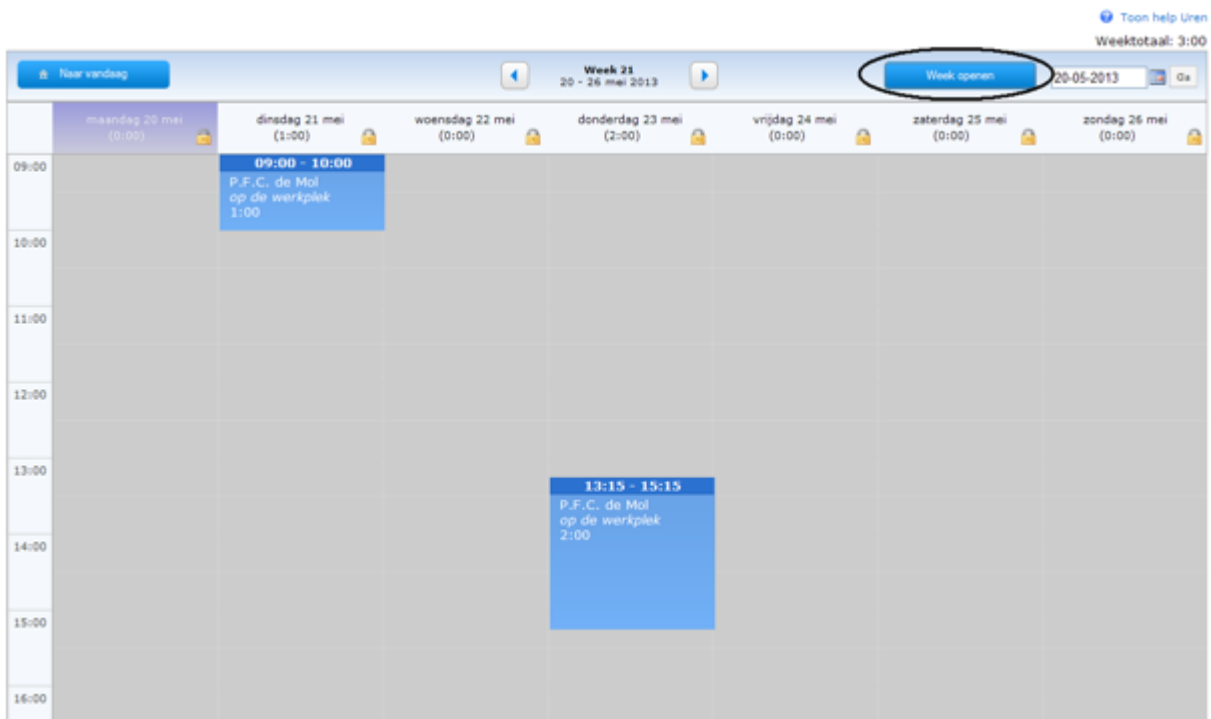 Toon help Uren
Weektotaal: 3:00
Naar vandaag
Week 21
20 - 26 mei 2013
Week openen
20-05-2013
Ga
maandag 20 mei
(0:00)
dinsdag 21 mei
(1:00)
woensdag 22 mei
(0:00)
donderdag 23 mei
(2:00)
vrijdag 24 mei
(0:00)
zaterdag 25 mei
(0:00)
zondag 26 mei
(0:00)
09:00
09:00 - 10:00
P.F.C. de Mol
op de werkplek
1:00
10:00
11:00
12:00
13:00
13:15 - 15:15
P.F.C. de Mol
op de werkplek
2:00
14:00
15:00
16:00